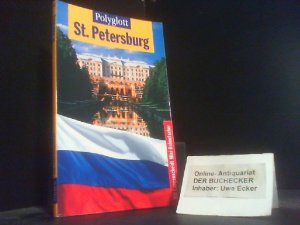 Polyglott
St. Petersburg
Online- Antiquariat
DER BUCHECKER
Inhaber: Uwe Ecker